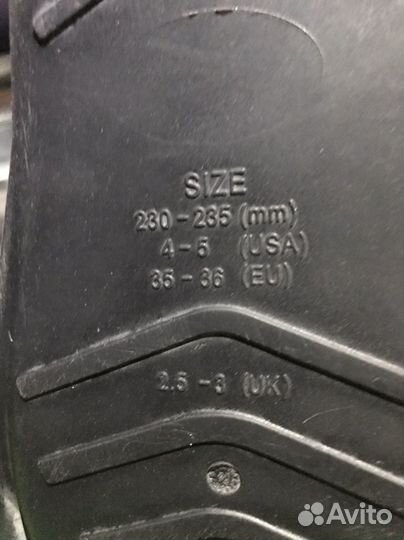 SIZE
230-235 (mm)
4-5 (USA)
35-36 (EU)
2.5-3 (UK)
Avito